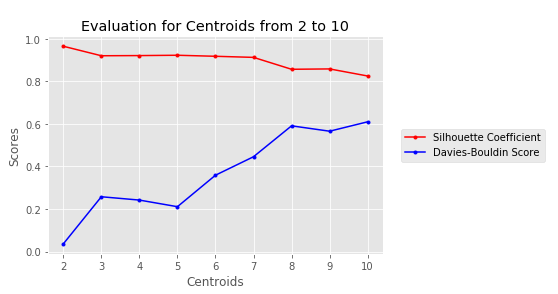 Evaluation for Centroids from 2 to 10
1.0
0.8
0.6
0.4
0.2
0.0
Scores
2 3 4 5 6 7 8 9 10
Centroids
Silhouette Coefficient
Davies-Bouldin Score